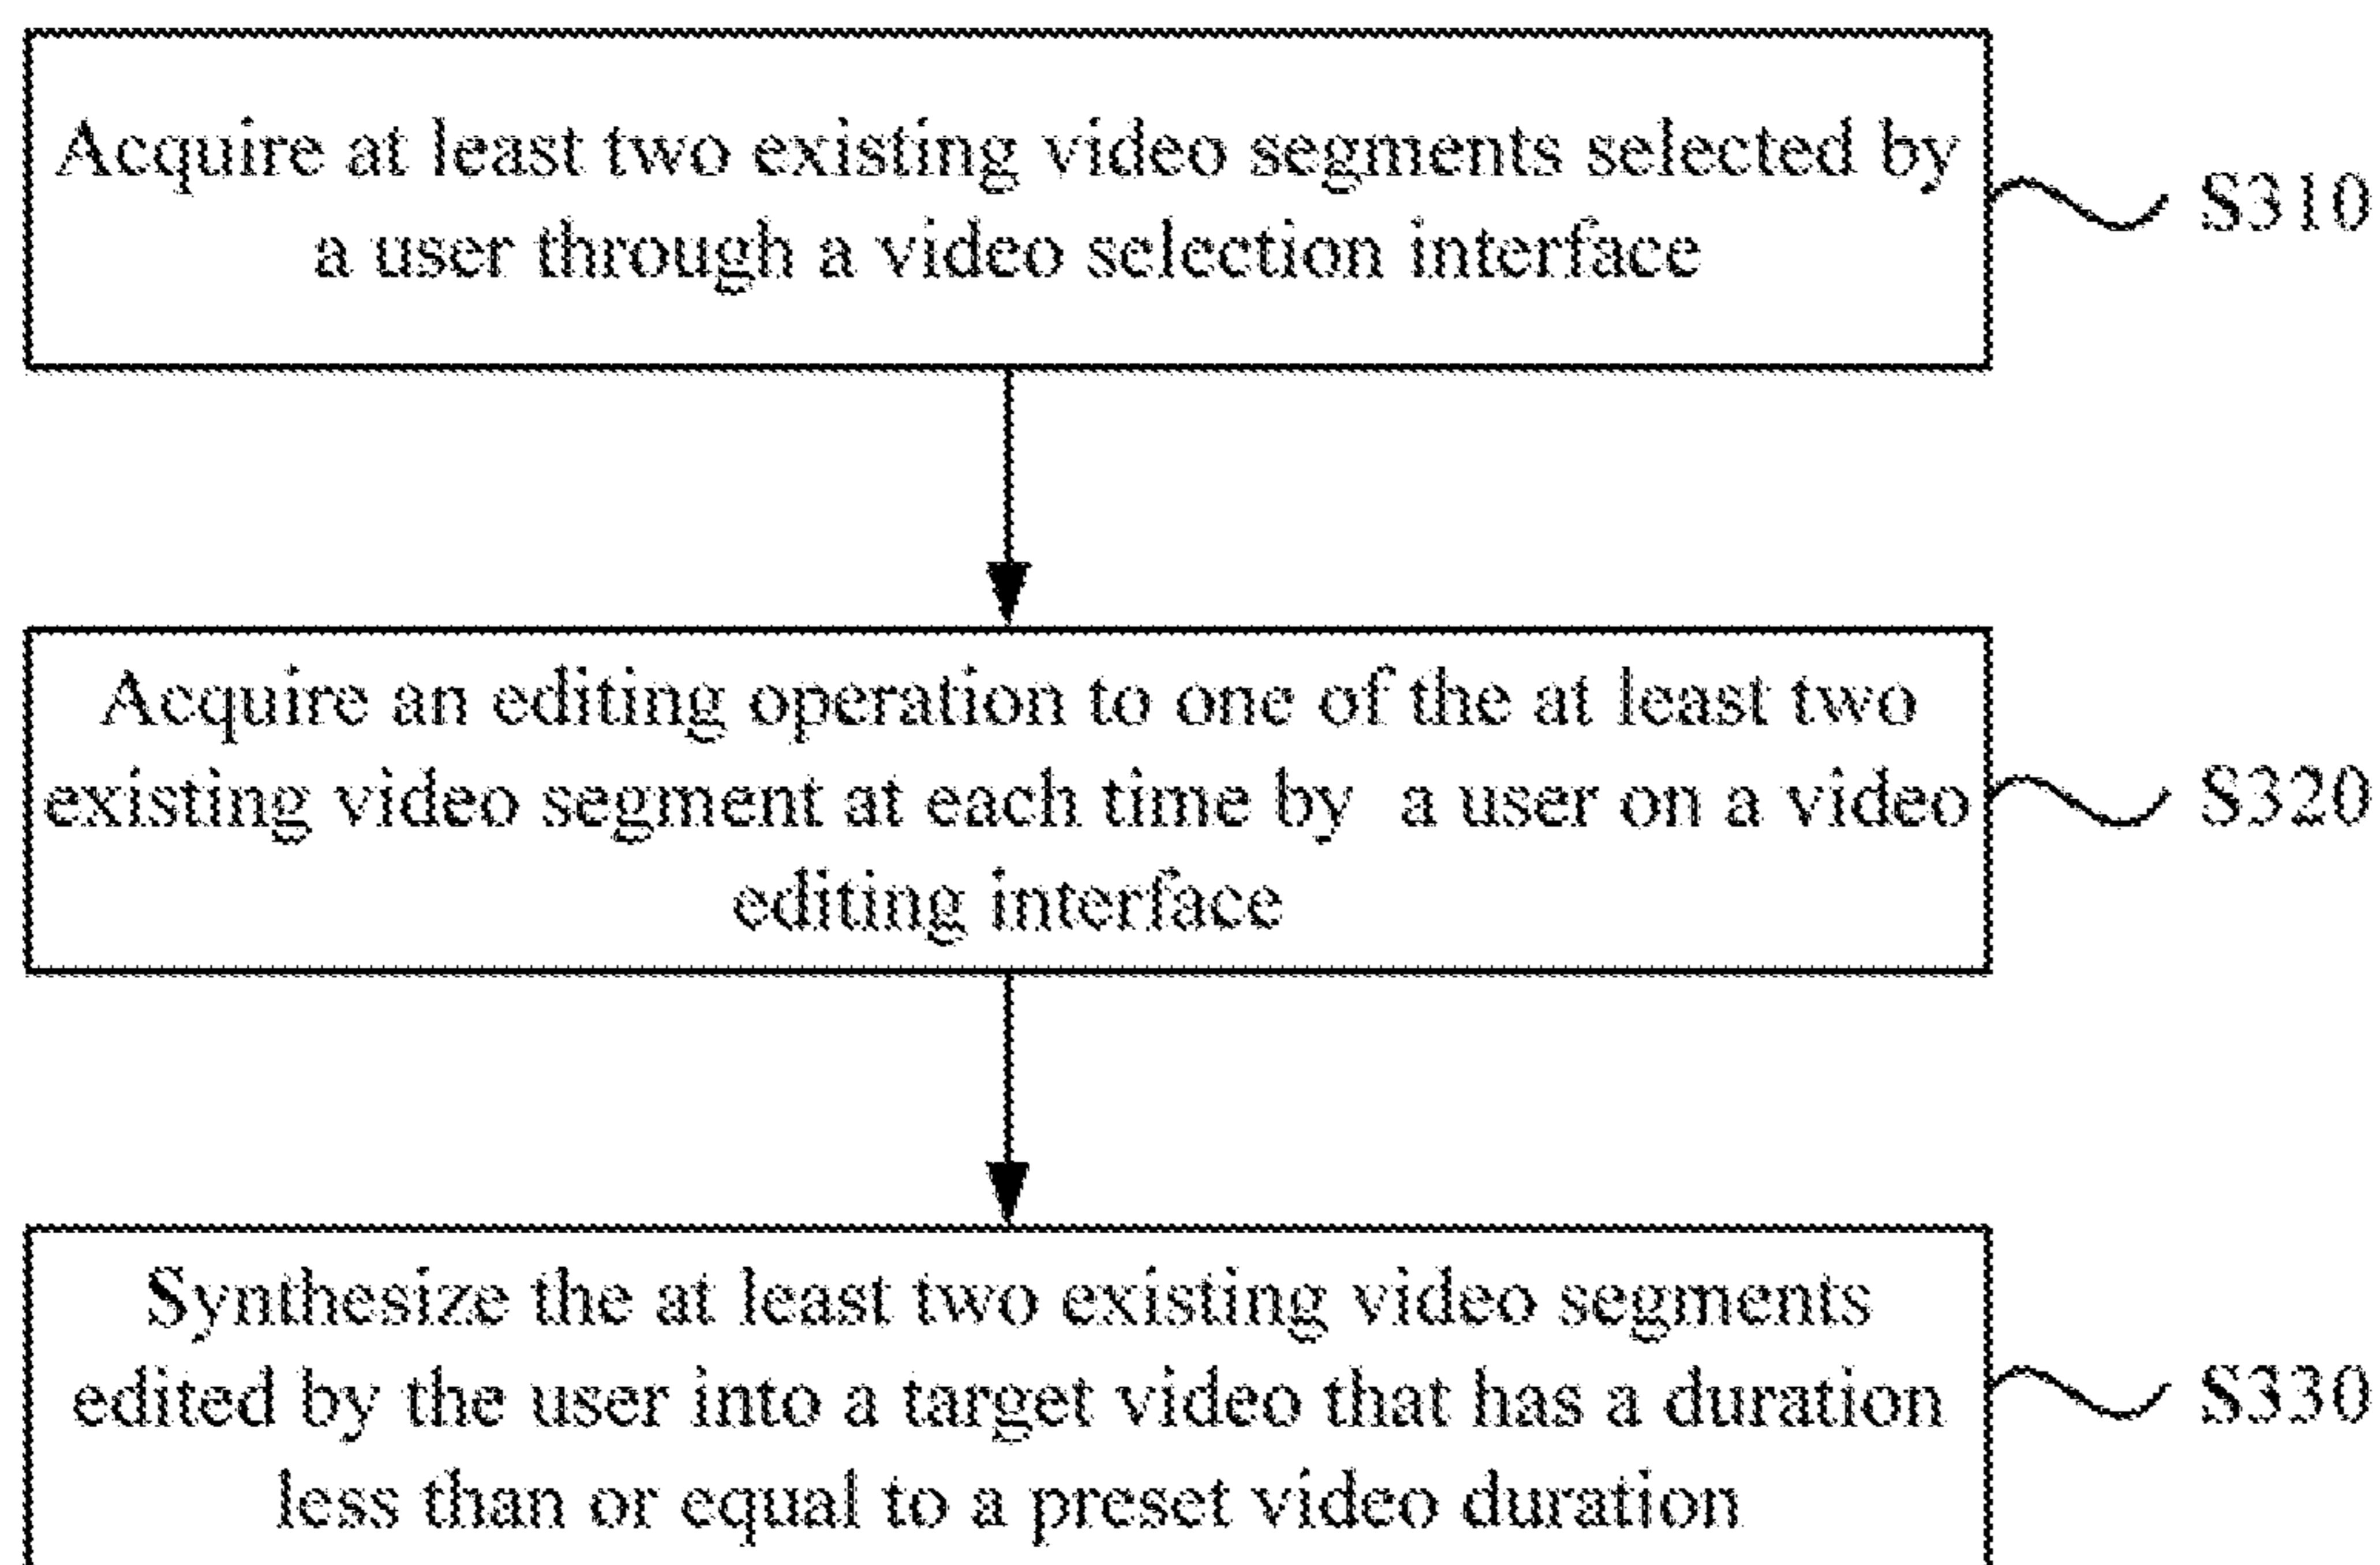 Acquire at least two existing video segments selected by
a user through a video selection interface
S310
Acquire an editing operation to one of the at least two
existing video segment at each time by a user on a video
editing interface
S320
Synthesize the at least two existing video segments
edited by the user into a target video that has a duration
less than or equal to a preset video duration
S330